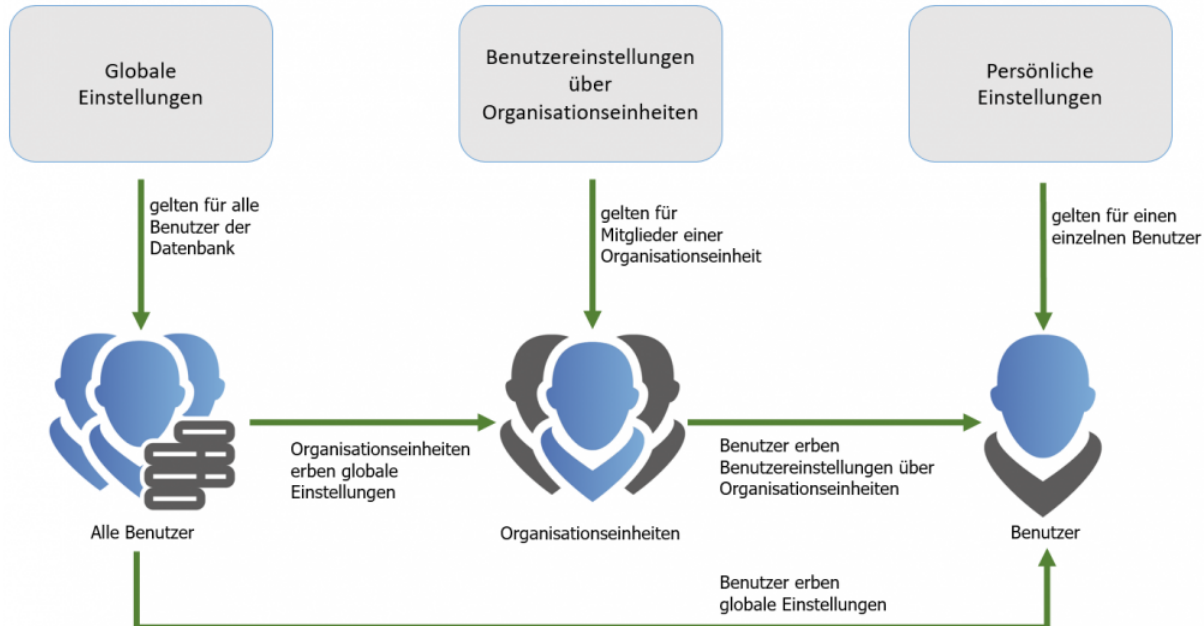 Globale
Einstellungen
Benutzereinstellungen
über
Organisationseinheiten
Persönliche
Einstellungen
gelten für alle
Benutzer der
Datenbank
gelten für
Mitglieder einer
Organisationseinheit
gelten für einen
einzelnen Benutzer
Organisationseinheiten
erben globale
Einstellungen
Benutzer erben
Benutzereinstellungen über
Organisationseinheiten
Alle Benutzer
Organisationseinheiten
Benutzer
Benutzer erben
globale Einstellungen